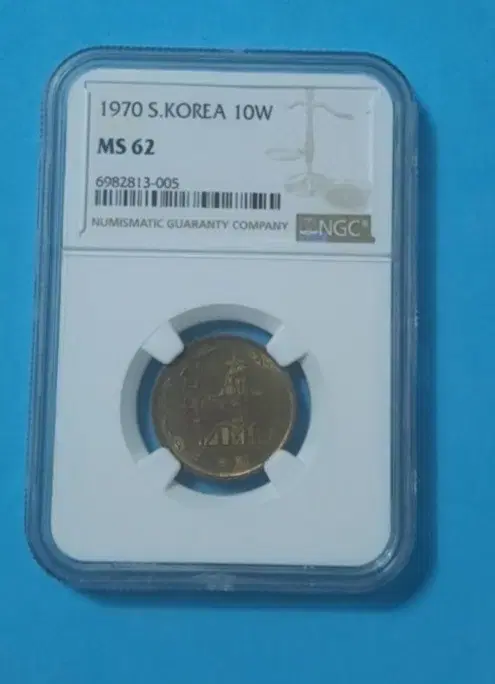 1970 S.KOREA 10W
MS 62
6982813-005
NUMISMATIC GUARANTY COMPANY NGC®